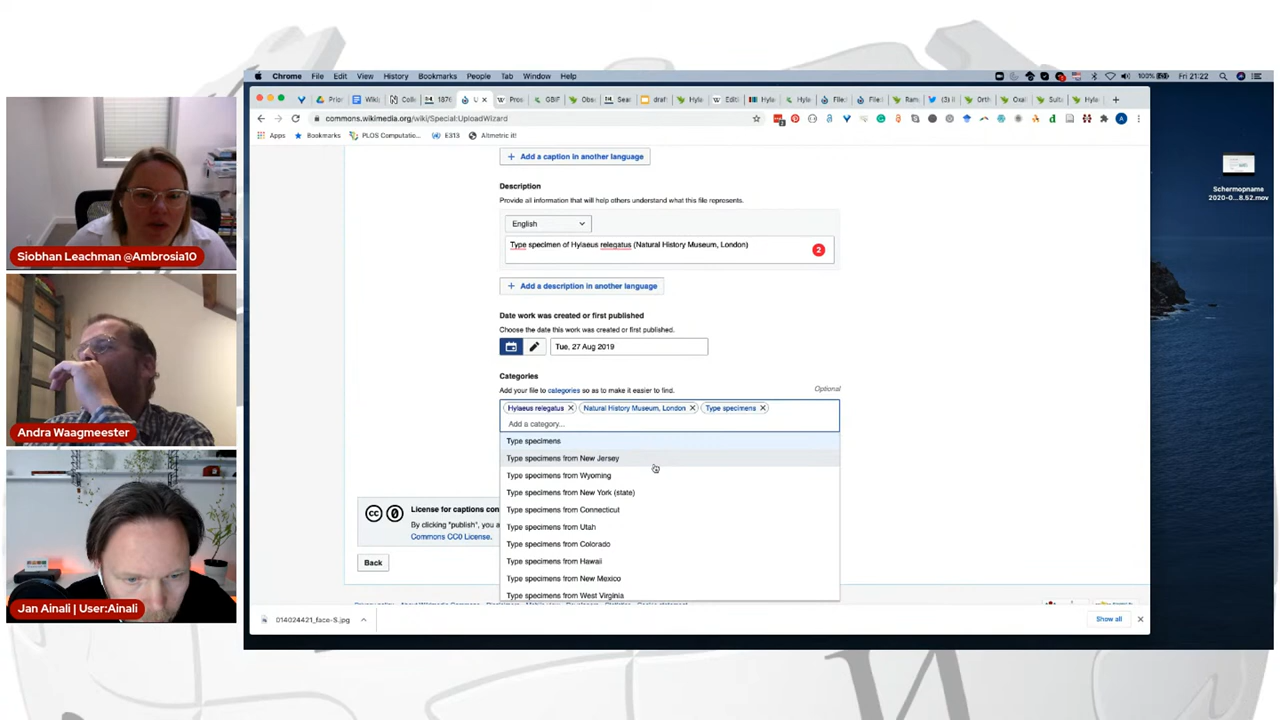 Chrome File Edit View History Bookmarks People Tab Window Help
100% Fri 21:22
commons.wikimedia.org/wiki/Special:UploadWizard
Apps Bookmarks PLOS Computatio... E313 Altmetric it!
Add a caption in another language
Description
Provide all information that will help others understand what this file represents.
English
Type specimen of Hylaeus relegatus (Natural History Museum, London)
2
Add a description in another language
Date work was created or first published
Choose the date this work was created or first published.
Tue, 27 Aug 2019
Categories
Add your file to categories so as to make it easier to find.
Optional
Hylaeus relegatus Natural History Museum, London Type specimens
Add a category...
Type specimens
Type specimens from New Jersey
Type specimens from Wyoming
Type specimens from New York (state)
Type specimens from Connecticut
Type specimens from Utah
Type specimens from Colorado
Type specimens from Hawaii
Type specimens from New Mexico
Type specimens from West Virginia
License for captions con
By clicking "publish", you a
Commons CC0 License.
Back
014024421_face-S.jpg
Show all
Schermopname
2020-0...8.52.mov
Siobhan Leachman @Ambrosia10
Andra Waagmeester
Jan Ainali | User:Ainali